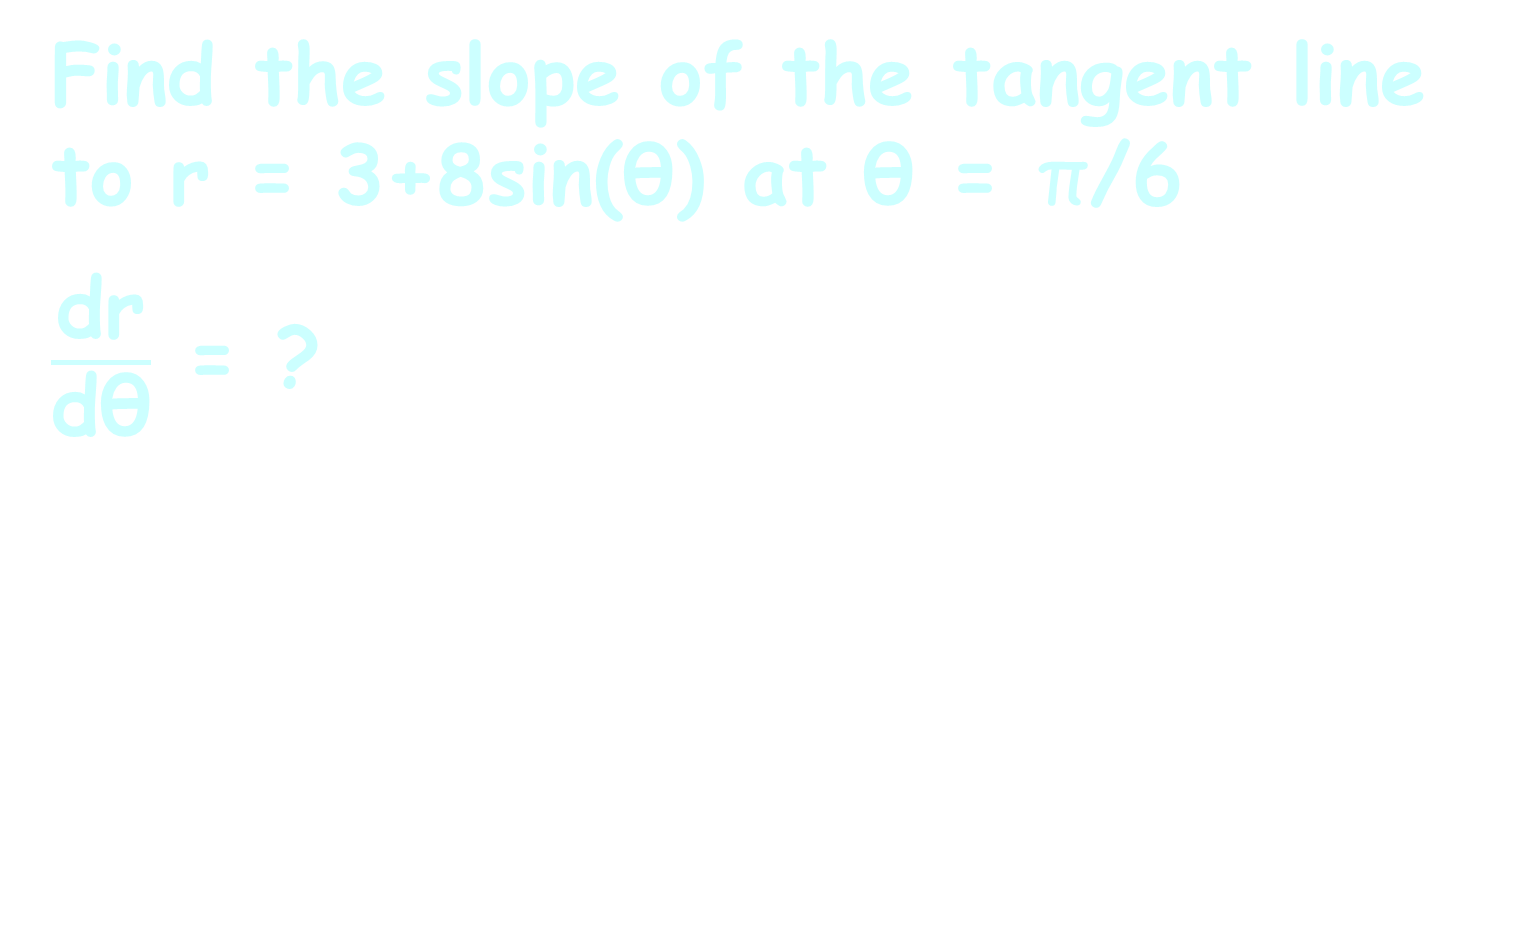 Find the slope of the tangent line
to r = 3+8sin(θ) at θ = π/6
dr/dθ = ?